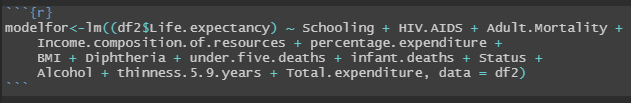 ```{r}
modelfor<-lm((df2$Life.expectancy) ~ Schooling + HIV.AIDS + Adult.Mortality +
Income.composition.of.resources + percentage.expenditure +
BMI + Diphtheria + under.five.deaths + infant.deaths + Status +
Alcohol + thinness.5.9.years + Total.expenditure, data = df2)
```